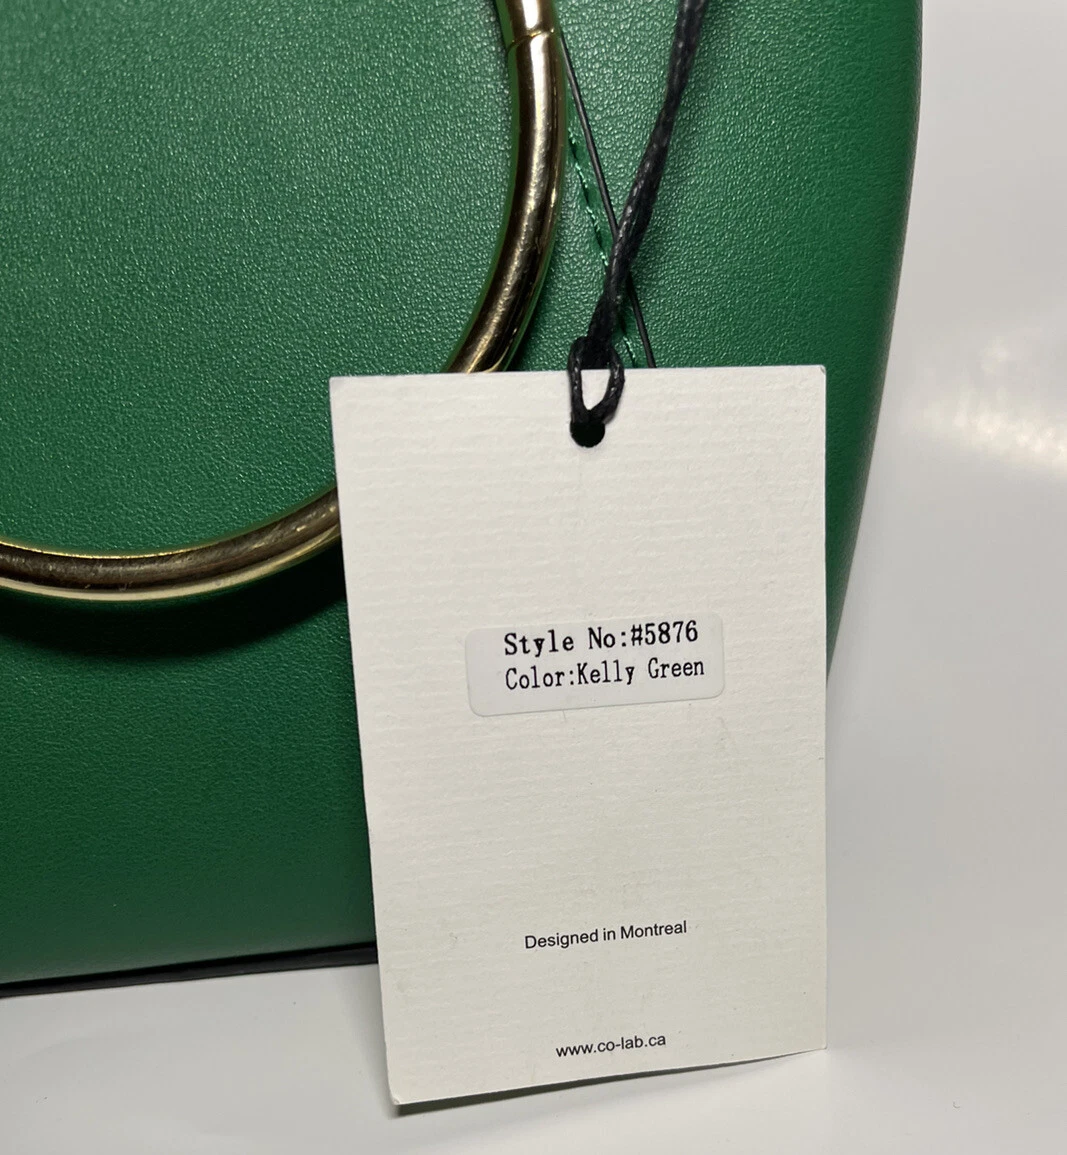 Style No:#5876
Color:Kelly Green
Designed in Montreal
www.co-lab.ca